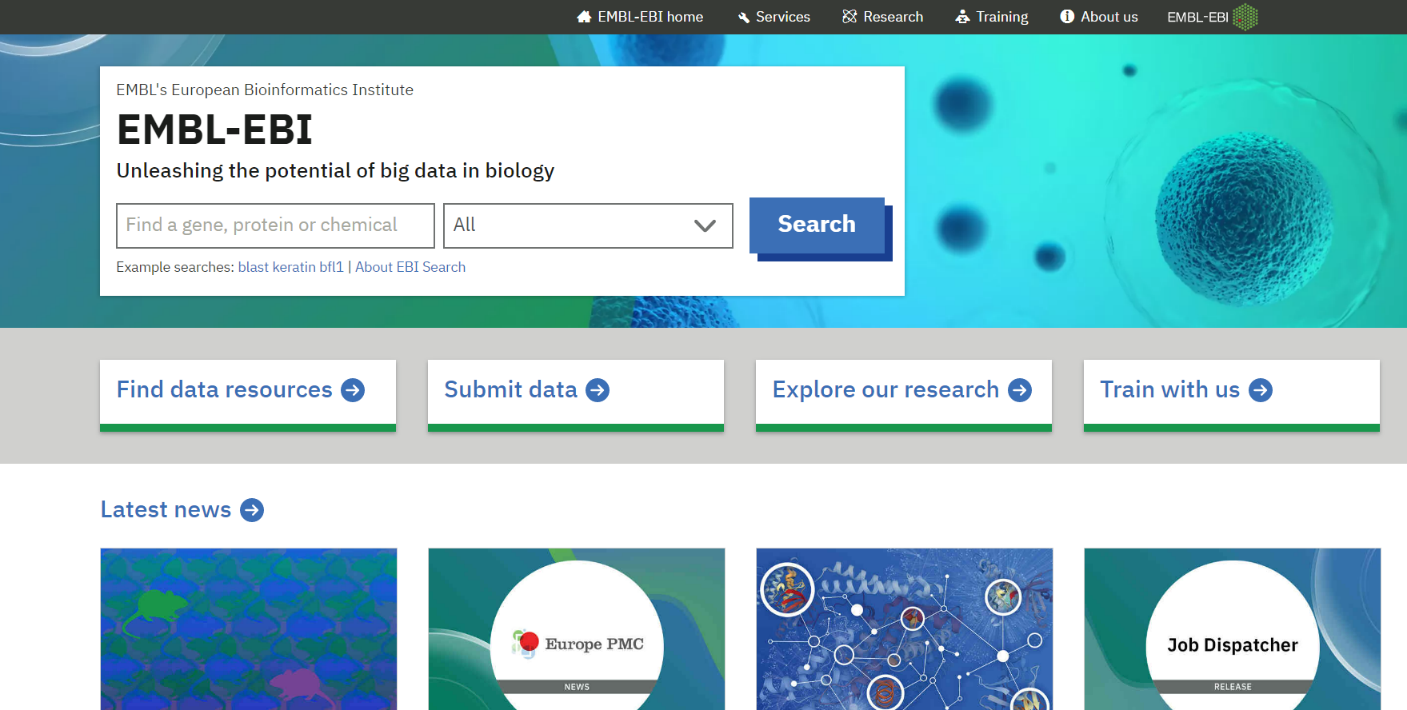 EMBL-EBI home Services Research Training About us EMBL-EBI
EMBL's European Bioinformatics Institute
EMBL-EBI
Unleashing the potential of big data in biology
Find a gene, protein or chemical All Search
Example searches: blast keratin bfl1 | About EBI Search
Find data resources Submit data Explore our research Train with us
Latest news
Europe PMC Job Dispatcher
NEWS RELEASE